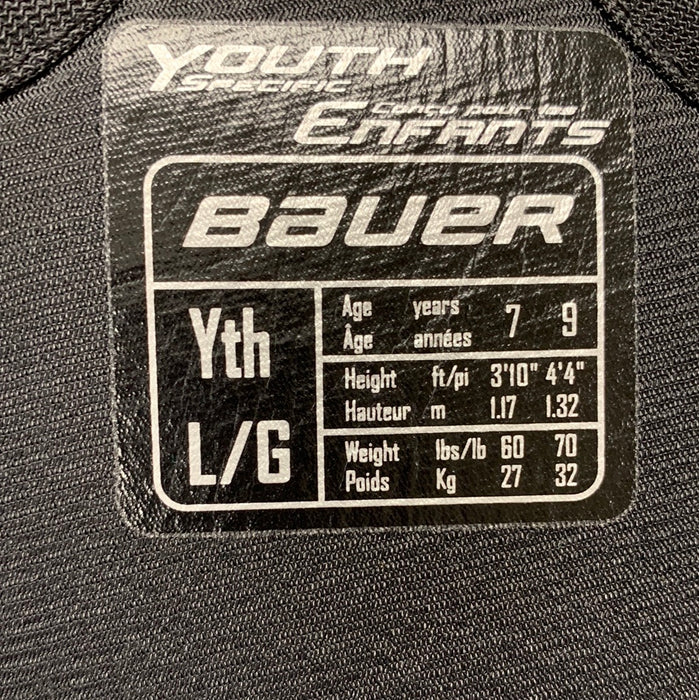 Youth
Specific
Conçu pour les
Enfants
Bauer
Yth
L/G
Age years 7 9
Âge années
Height ft/pi 3'10" 4'4"
Hauteur m 1.17 1.32
Weight lbs/lb 60 70
Poids Kg 27 32